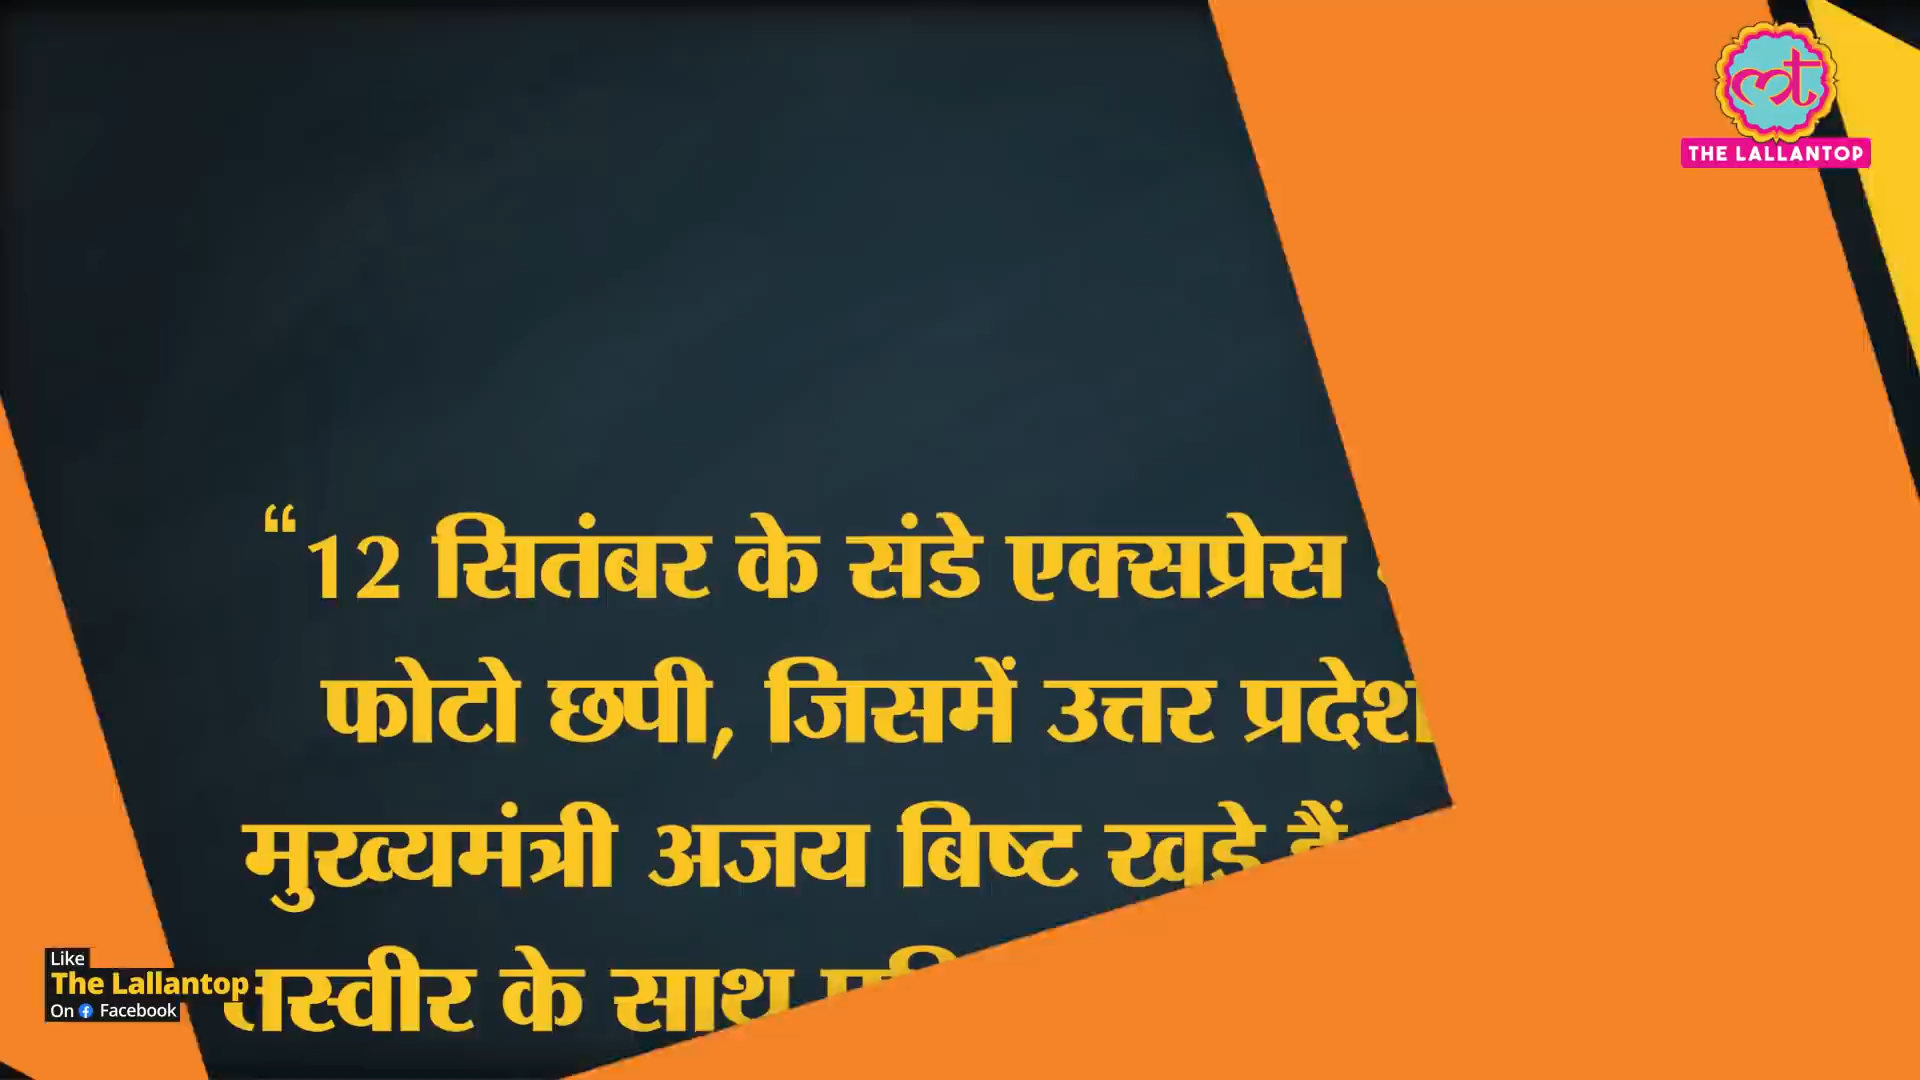 THE LALLANTOP
“12 सितंबर के संडे एक्सप्रेस
फोटो छपी, जिसमें उत्तर प्रदेश
मुख्यमंत्री अजय बिष्ट खड़े हैं
तस्वीर के साथ
Like
The Lallantop
On Facebook